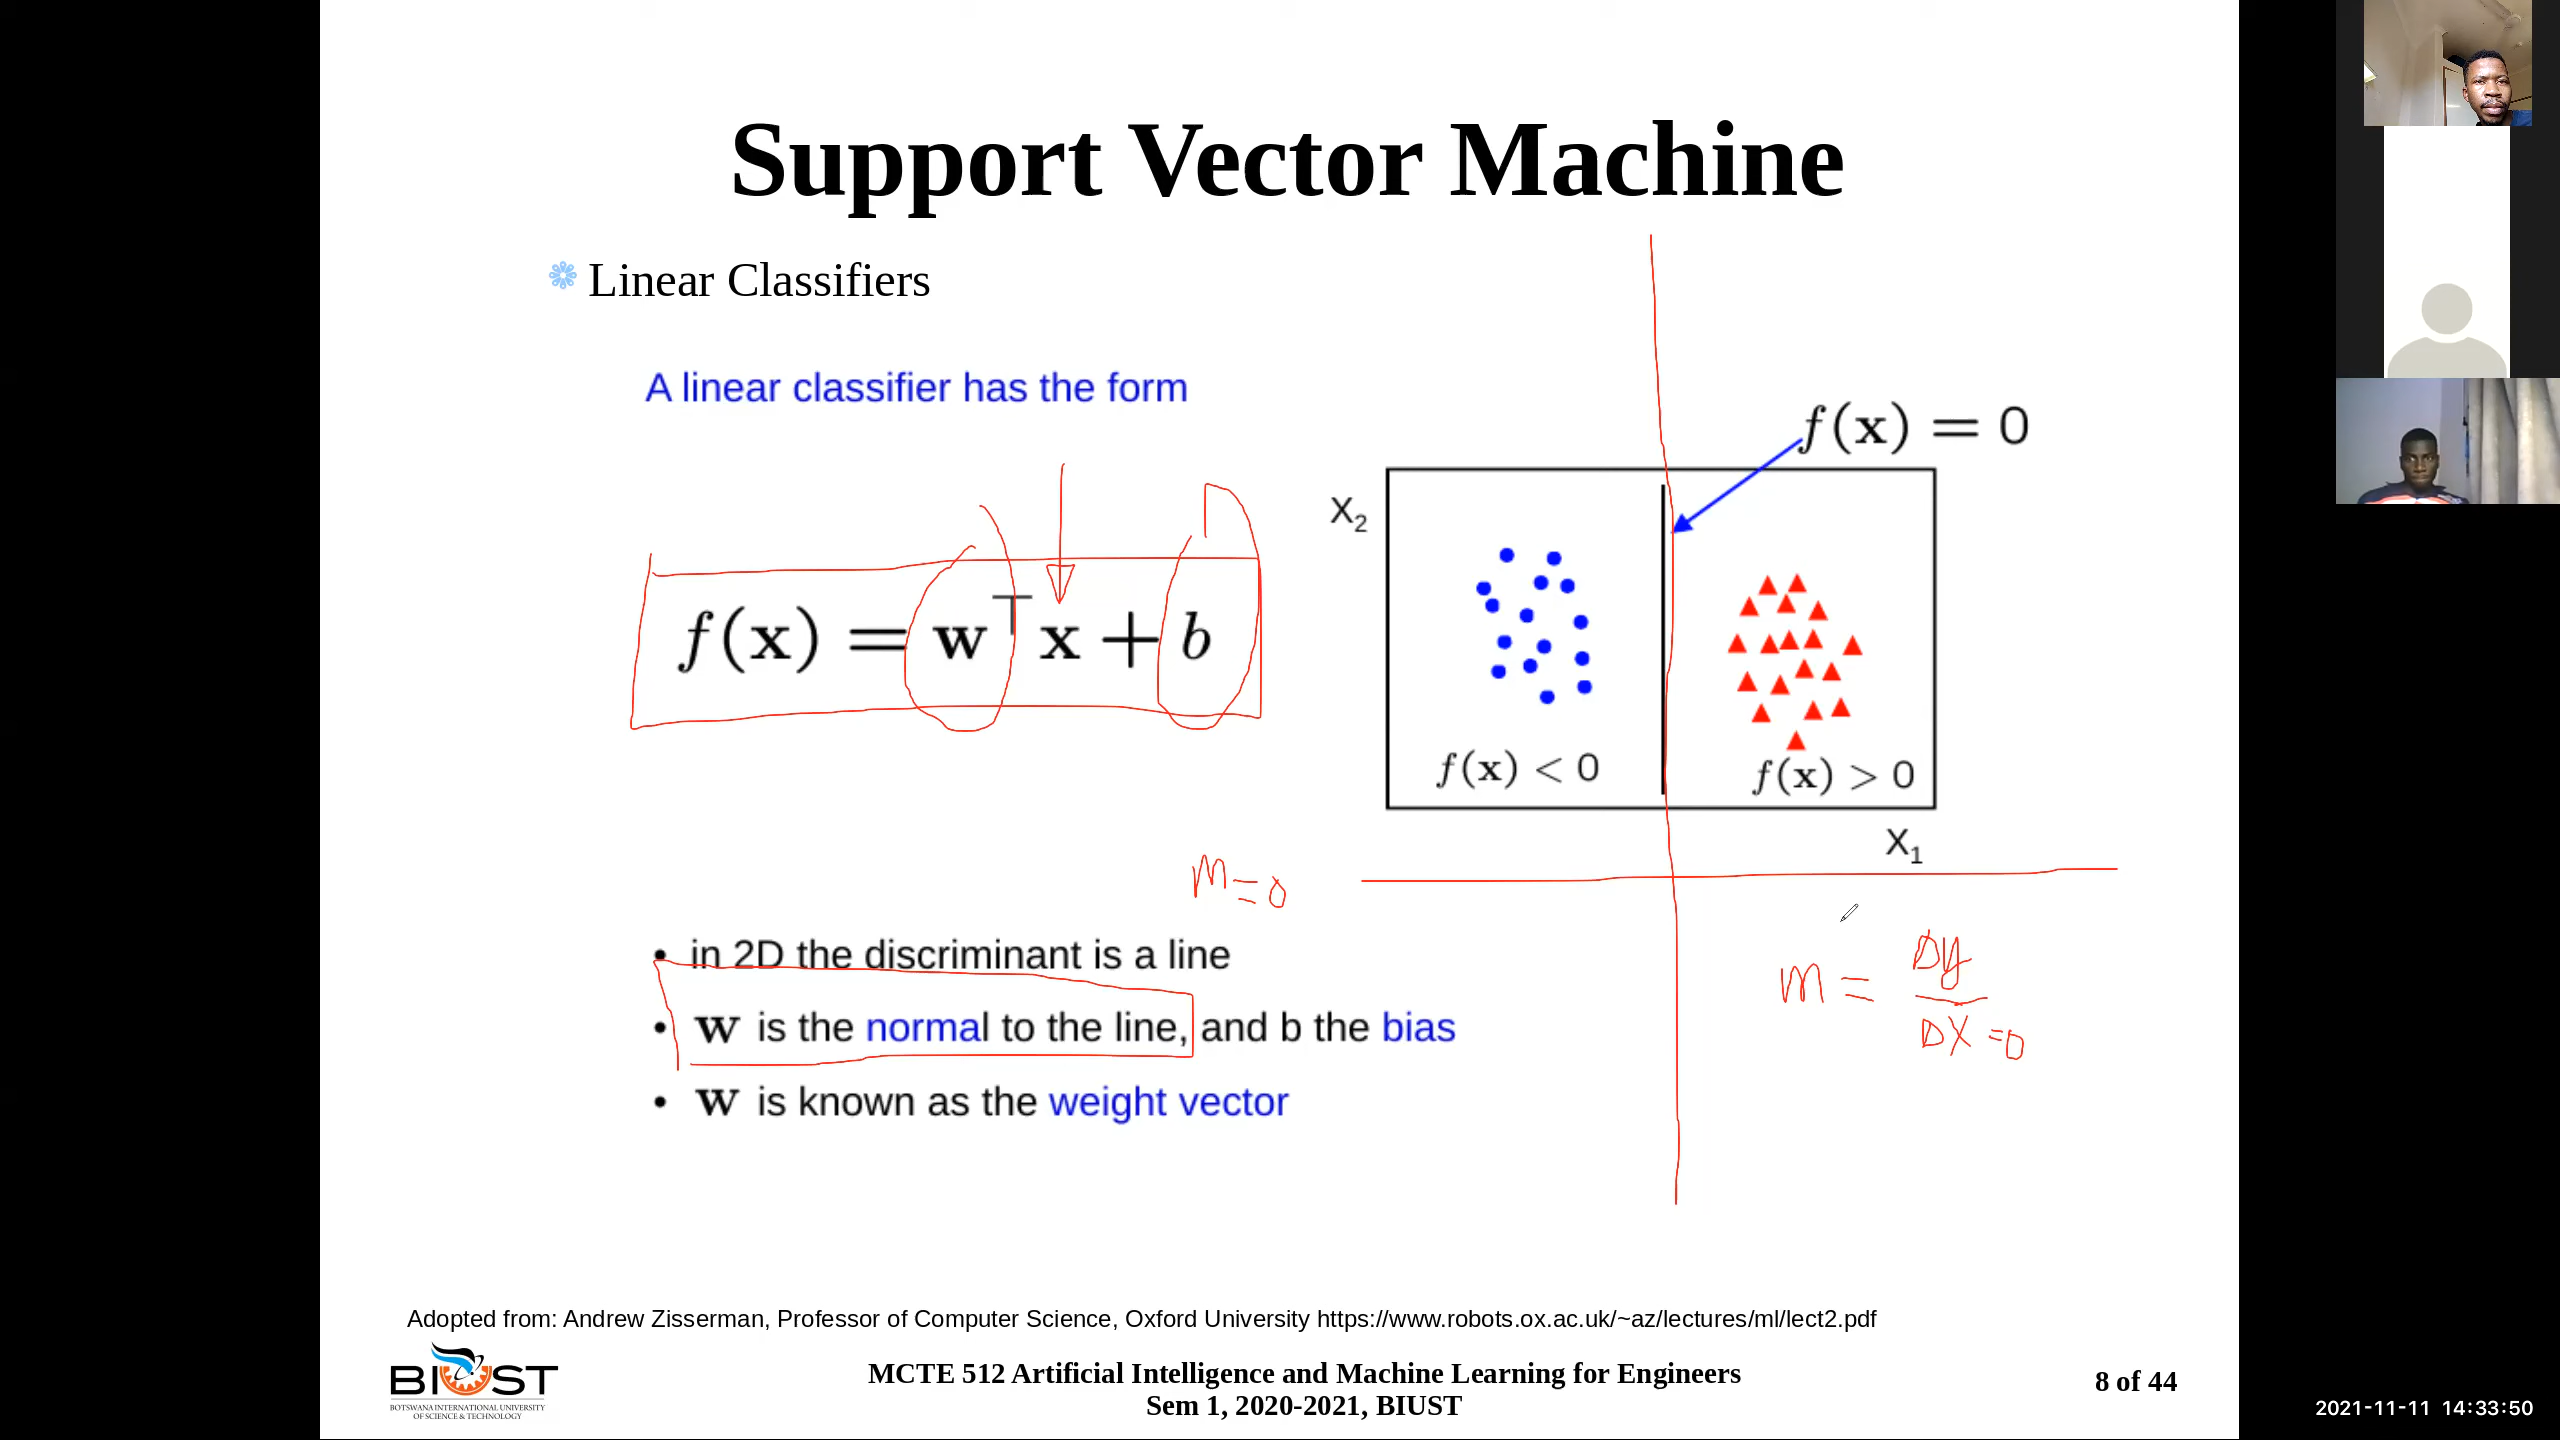 Support Vector Machine
Linear Classifiers
A linear classifier has the form
f(x) = w⊤x + b
f(x) = 0
X2
f(x) < 0
f(x) > 0
X1
m = 0
m = Δy
Δx = 0
• in 2D the discriminant is a line
• w is the normal to the line, and b the bias
• w is known as the weight vector
Adopted from: Andrew Zisserman, Professor of Computer Science, Oxford University https://www.robots.ox.ac.uk/~az/lectures/ml/lect2.pdf
BIUST
BOTSWANA INTERNATIONAL UNIVERSITY
OF SCIENCE & TECHNOLOGY
MCTE 512 Artificial Intelligence and Machine Learning for Engineers
Sem 1, 2020-2021, BIUST
8 of 44
2021-11-11 14:33:50